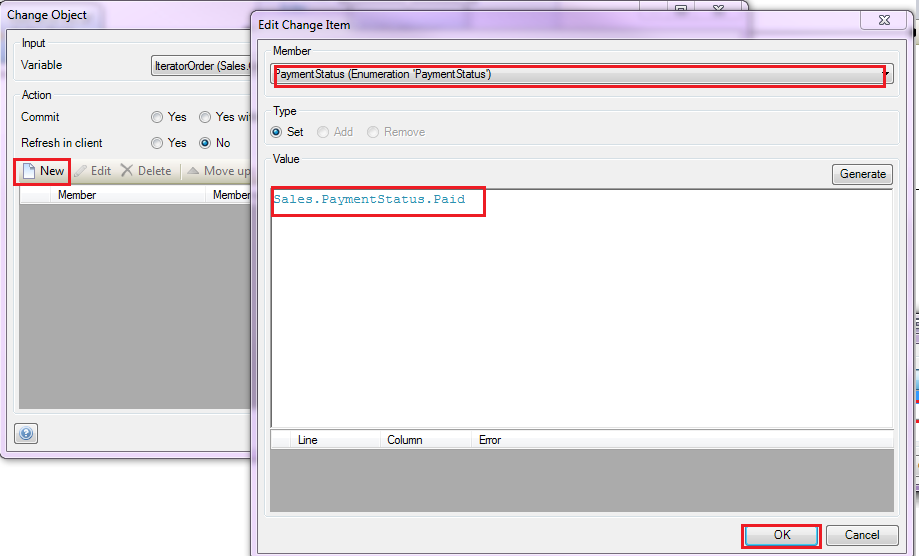 Change Object
Input
Variable
IteratorOrder (Sales.
Action
Commit
Yes
Yes wi
Refresh in client
Yes
No
New
Edit
Delete
Move up
Member
Member
Edit Change Item
Member
PaymentStatus (Enumeration 'PaymentStatus')
Type
Set
Add
Remove
Value
Generate
Sales.PaymentStatus.Paid
Line
Column
Error
OK
Cancel